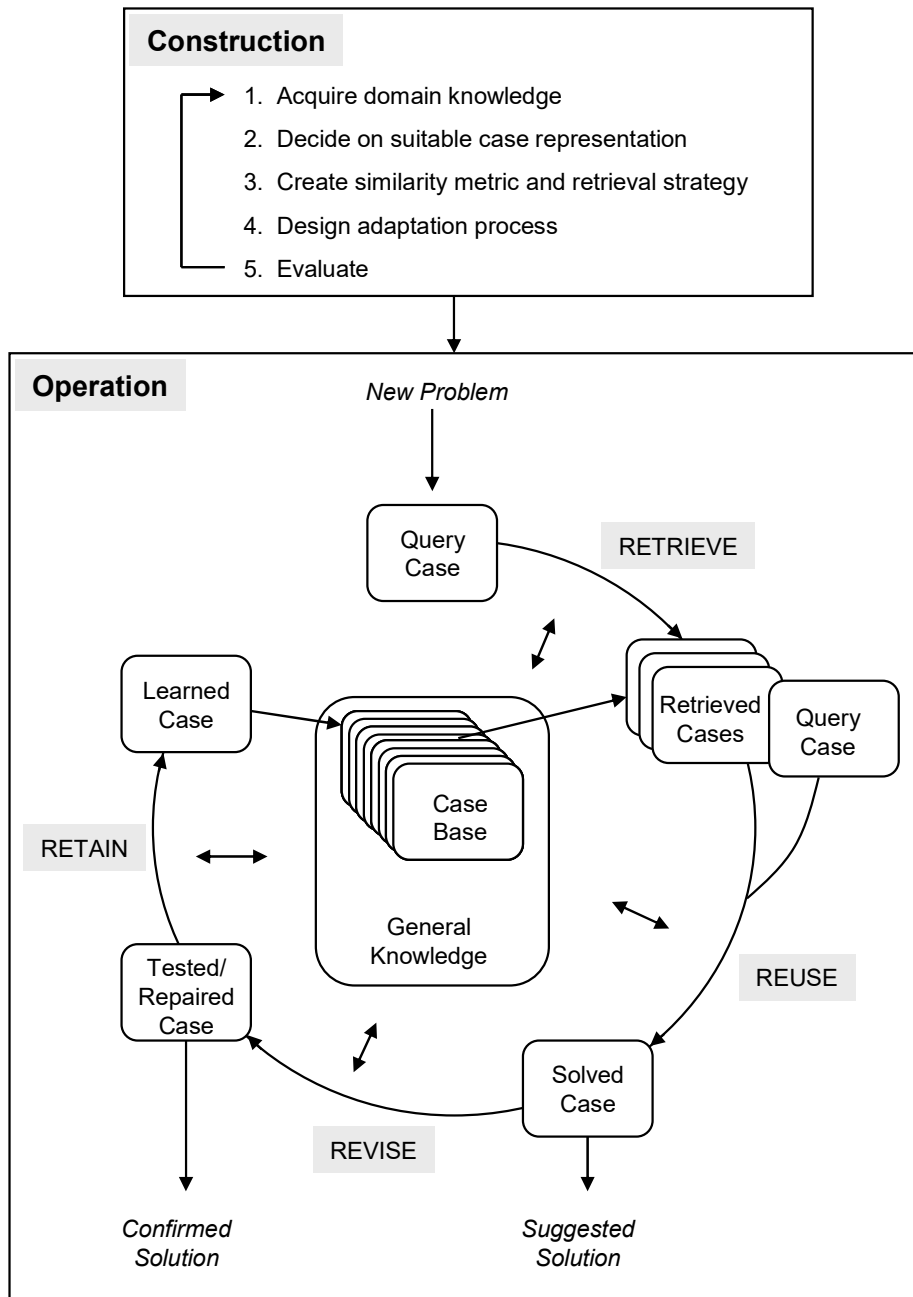 Construction
1. Acquire domain knowledge
2. Decide on suitable case representation
3. Create similarity metric and retrieval strategy
4. Design adaptation process
5. Evaluate
Operation
New Problem
Query
Case
RETRIEVE
Learned
Case
Retrieved
Cases
Query
Case
Case
Base
RETAIN
General
Knowledge
Tested/
Repaired
Case
REUSE
Solved
Case
REVISE
Confirmed
Solution
Suggested
Solution